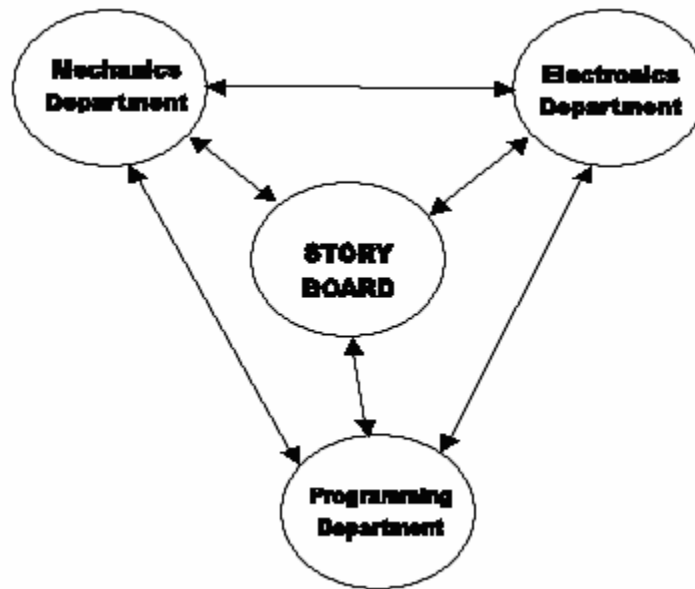 Mechanics
Department
Electronics
Department
STORY
BOARD
Programming
Department